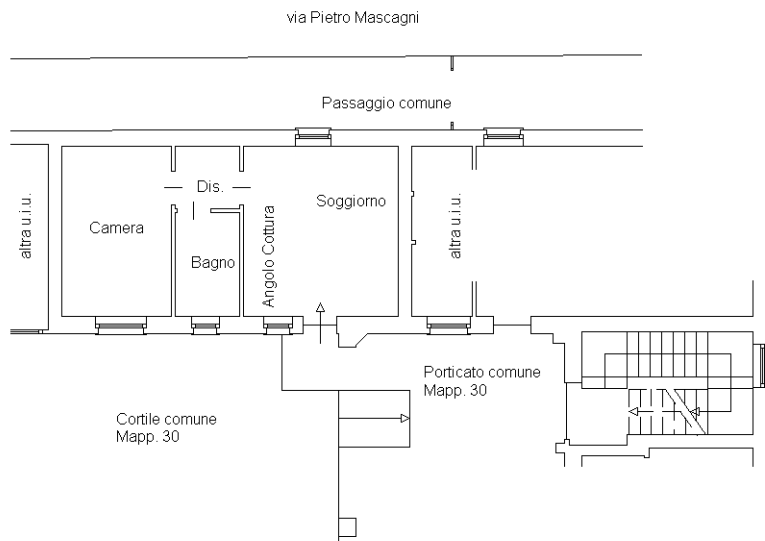 via Pietro Mascagni
Passaggio comune
altra u.i.u.
Camera
Dis.
Bagno
Angolo Cottura
Soggiorno
altra u.i.u.
Porticato comune
Mapp. 30
Cortile comune
Mapp. 30